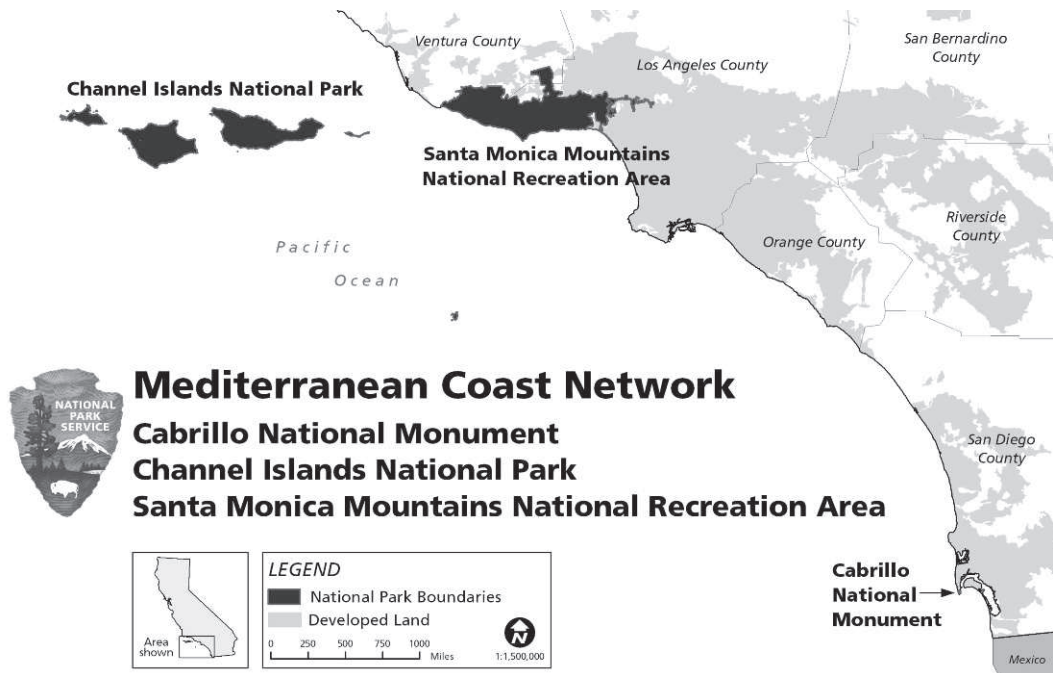 Ventura County
Los Angeles County
San Bernardino
County
Channel Islands National Park
Santa Monica Mountains
National Recreation Area
Riverside
County
Orange County
Pacific
Ocean
NATIONAL
PARK
SERVICE
Mediterranean Coast Network
Cabrillo National Monument
Channel Islands National Park
Santa Monica Mountains National Recreation Area
San Diego
County
Area
shown
LEGEND
National Park Boundaries
Developed Land
0 250 500 750 1000
Miles
N
1:1,500,000
Cabrillo
National
Monument
Mexico